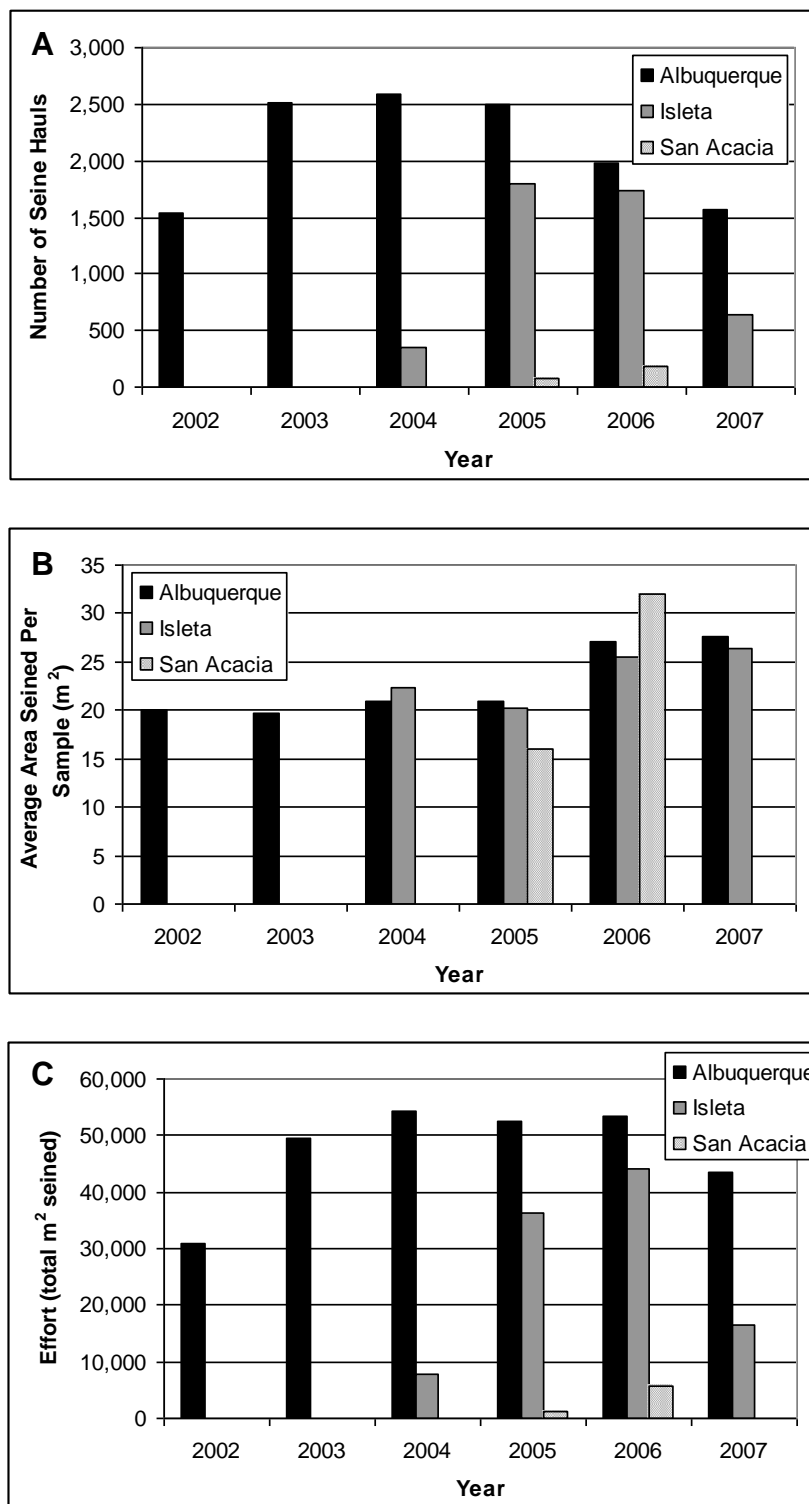 A
3,000
2,500
2,000
1,500
1,000
500
0
Number of Seine Hauls
Albuquerque
Isleta
San Acacia
2002 2003 2004 2005 2006 2007
Year
B
35
30
25
20
15
10
5
0
Average Area Seined Per
Sample (m²)
Albuquerque
Isleta
San Acacia
2002 2003 2004 2005 2006 2007
Year
C
60,000
50,000
40,000
30,000
20,000
10,000
0
Effort (total m² seined)
Albuquerque
Isleta
San Acacia
2002 2003 2004 2005 2006 2007
Year